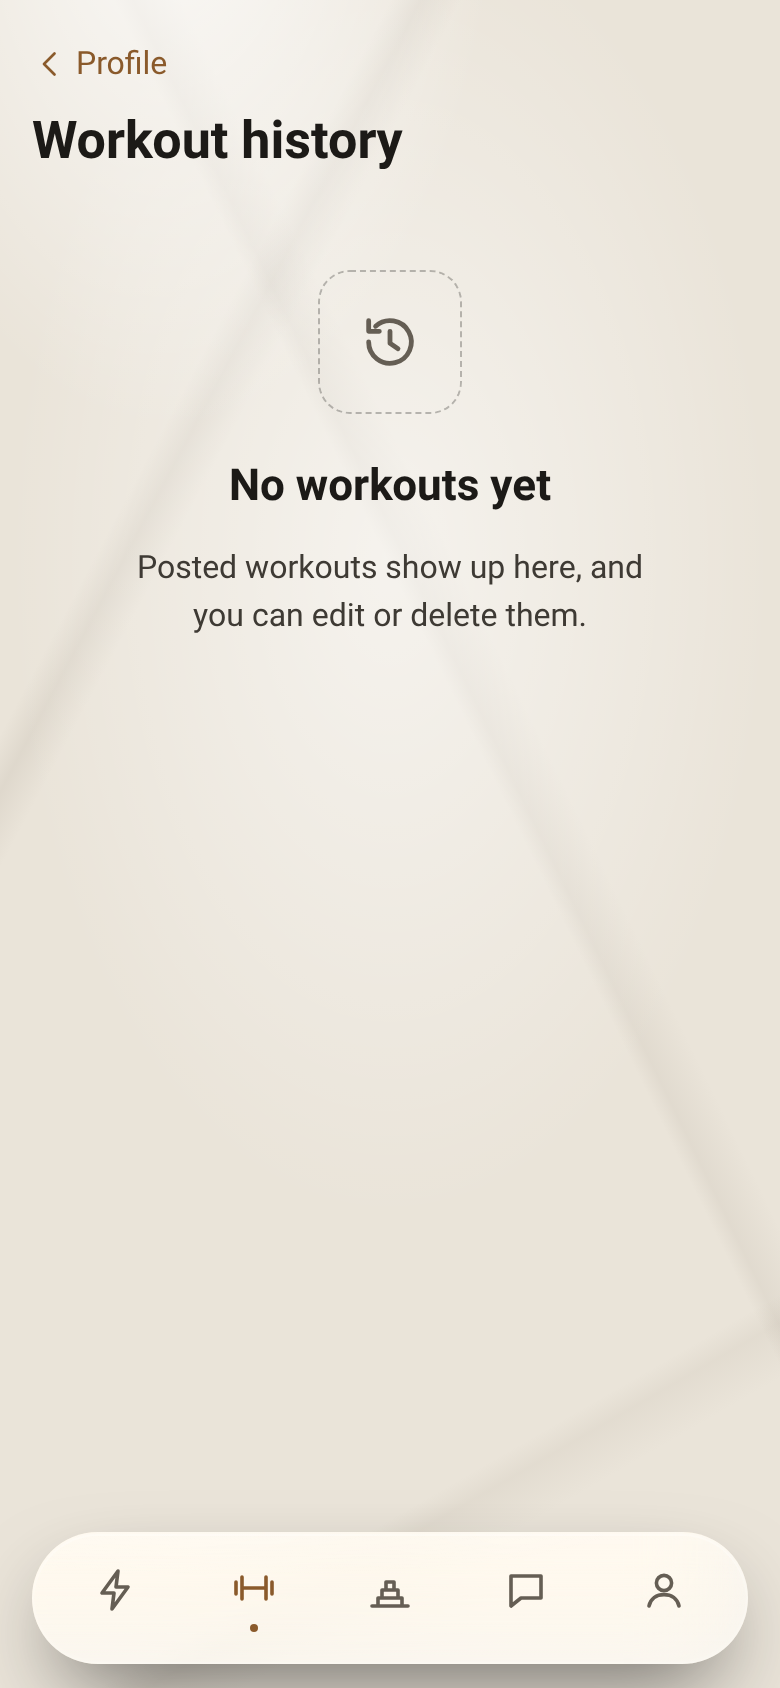 Profile
Workout history
No workouts yet
Posted workouts show up here, and
you can edit or delete them.